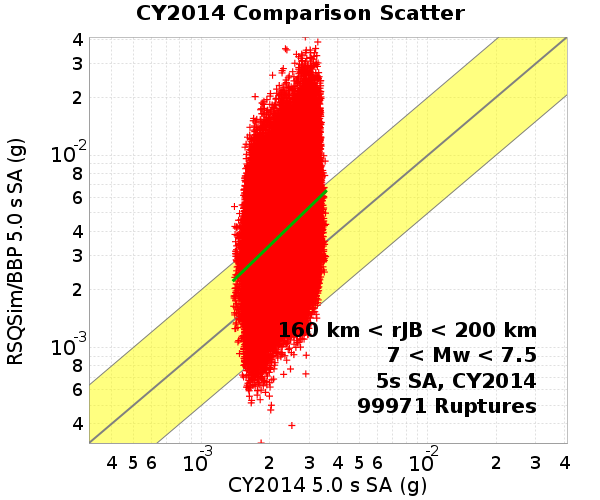 CY2014 Comparison Scatter
RSQSim/BBP 5.0 s SA (g)
4
3
2
10-2
8
6
4
3
2
10-3
8
6
4
160 km < rJB < 200 km
7 < Mw < 7.5
5s SA, CY2014
99971 Ruptures
4 5 6 10-3 2 3 4 5 6 10-2 2 3 4
CY2014 5.0 s SA (g)